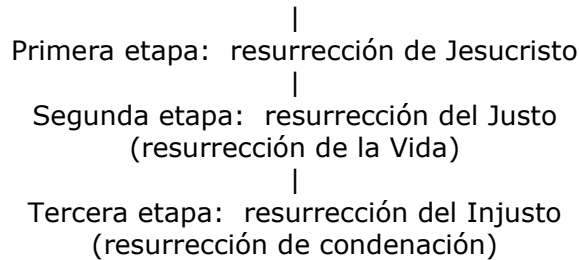 |
Primera etapa: resurrección de Jesucristo
|
Segunda etapa: resurrección del Justo
(resurrección de la Vida)
|
Tercera etapa: resurrección del Injusto
(resurrección de condenación)